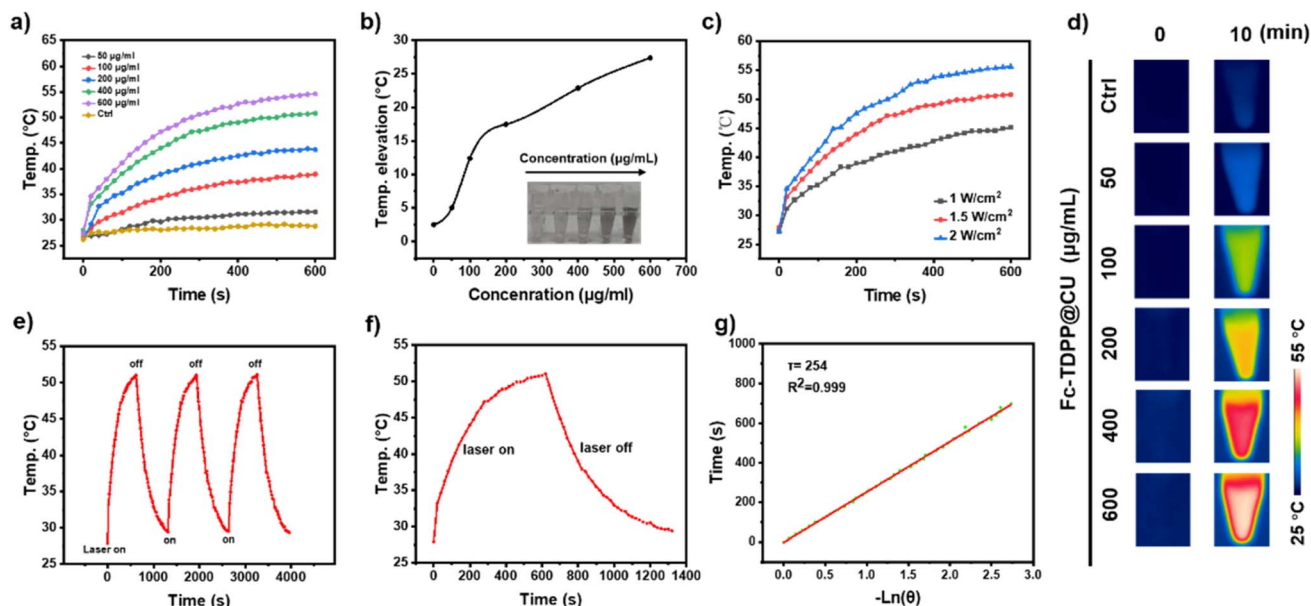 a)
65
60
55
50
45
40
35
30
25
Temp. (°C)
50 µg/ml
100 µg/ml
200 µg/ml
400 µg/ml
600 µg/ml
Ctrl
0
200
400
600
Time (s)
b)
30
25
20
15
10
5
0
Temp. elevation (°C)
Concentration (µg/mL)
0 100 200 300 400 500 600 700
Concenration (µg/ml)
c)
60
55
50
45
40
35
30
25
Temp. (℃)
1 W/cm²
1.5 W/cm²
2 W/cm²
0
200
400
600
Time (s)
d)
0
10 (min)
Fc-TDPP@CU (µg/mL)
Ctrl
50
100
200
400
600
25 °C
55 °C
e)
55
50
45
40
35
30
25
Temp. (°C)
off
off
off
Laser on
on
on
0 1000 2000 3000 4000
Time (s)
f)
55
50
45
40
35
30
25
Temp. (°C)
laser on
laser off
0 200 400 600 800 1000 1200 1400
Time (s)
g)
1000
800
600
400
200
0
Time (s)
τ= 254
R²=0.999
0.0 0.5 1.0 1.5 2.0 2.5 3.0
-Ln(θ)